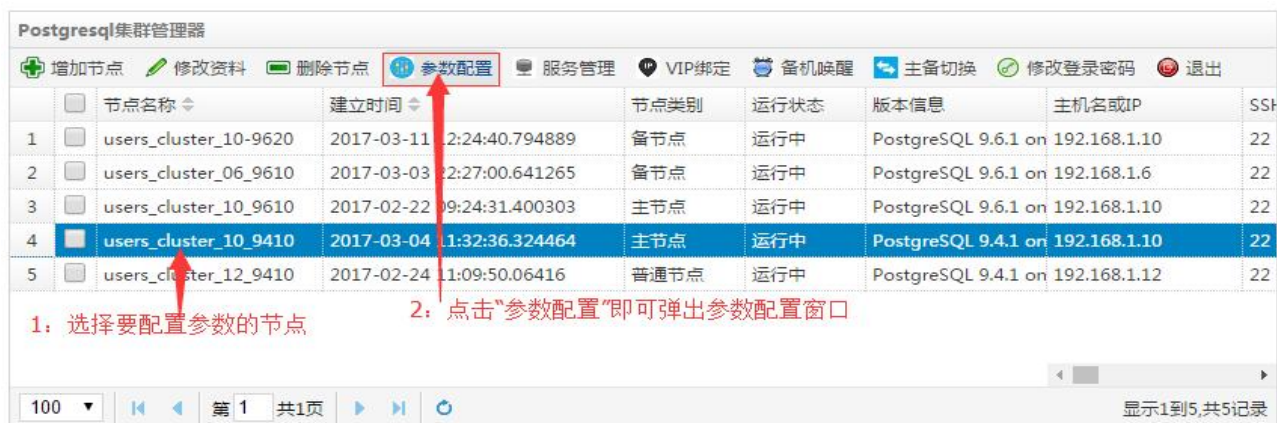 Postgresql集群管理器
增加节点 修改资料 删除节点 参数配置 服务管理 VIP绑定 备机唤醒 主备切换 修改登录密码 退出
节点名称 建立时间 节点类别 运行状态 版本信息 主机名或IP SSH
1 users_cluster_10-9620 2017-03-11 12:24:40.794889 备节点 运行中 PostgreSQL 9.6.1 on 192.168.1.10 22
2 users_cluster_06_9610 2017-03-03 22:27:00.641265 备节点 运行中 PostgreSQL 9.6.1 on 192.168.1.6 22
3 users_cluster_10_9610 2017-02-22 09:24:31.400303 主节点 运行中 PostgreSQL 9.6.1 on 192.168.1.10 22
4 users_cluster_10_9410 2017-03-04 11:32:36.324464 主节点 运行中 PostgreSQL 9.4.1 on 192.168.1.10 22
5 users_cluster_12_9410 2017-02-24 11:09:50.06416 普通节点 运行中 PostgreSQL 9.4.1 on 192.168.1.12 22
1：选择要配置参数的节点
2：点击“参数配置”即可弹出参数配置窗口
100 第 1 共1页 显示1到5,共5记录